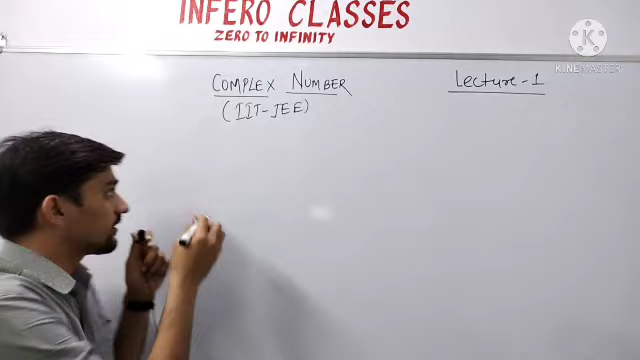 INFERO CLASSES
ZERO TO INFINITY
K
KINEMASTER
COMPLEX NUMBER
Lecture-1
(IIT-JEE)